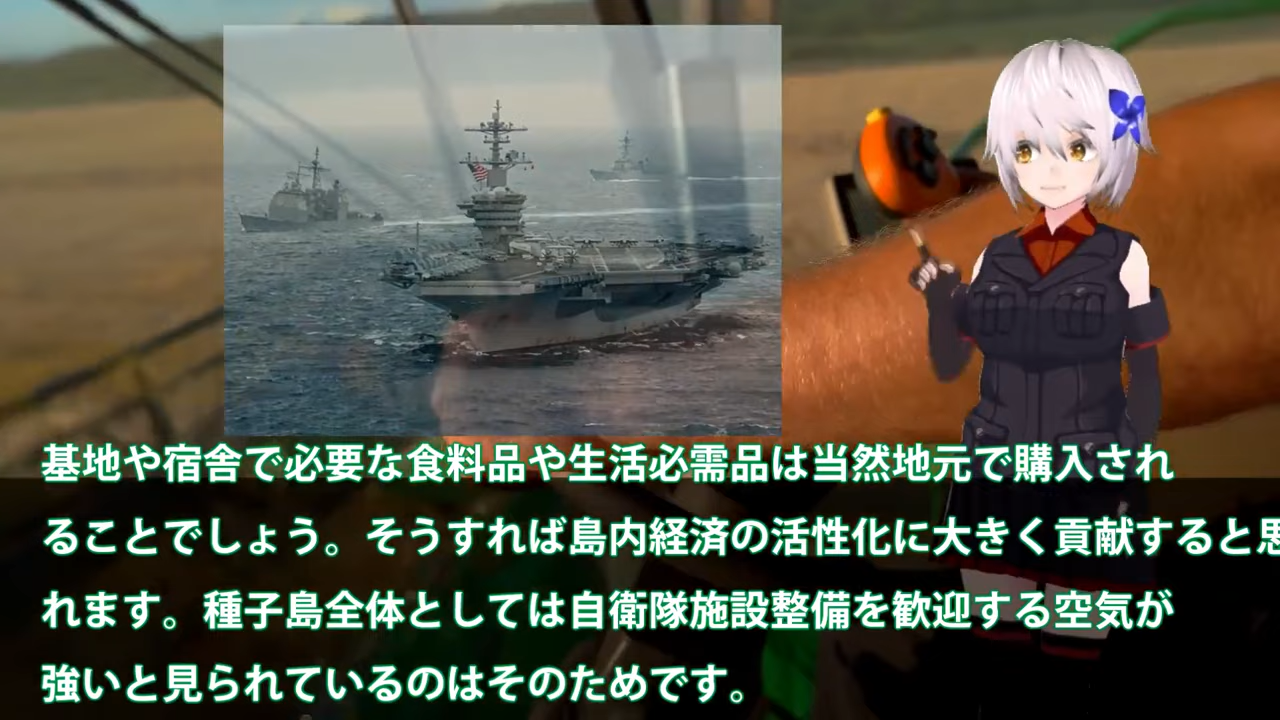 基地や宿舎で必要な食料品や生活必需品は当然地元で購入され
ることでしょう。そうすれば島内経済の活性化に大きく貢献すると思
れます。種子島全体としては自衛隊施設整備を歓迎する空気が
強いと見られているのはそのためです。